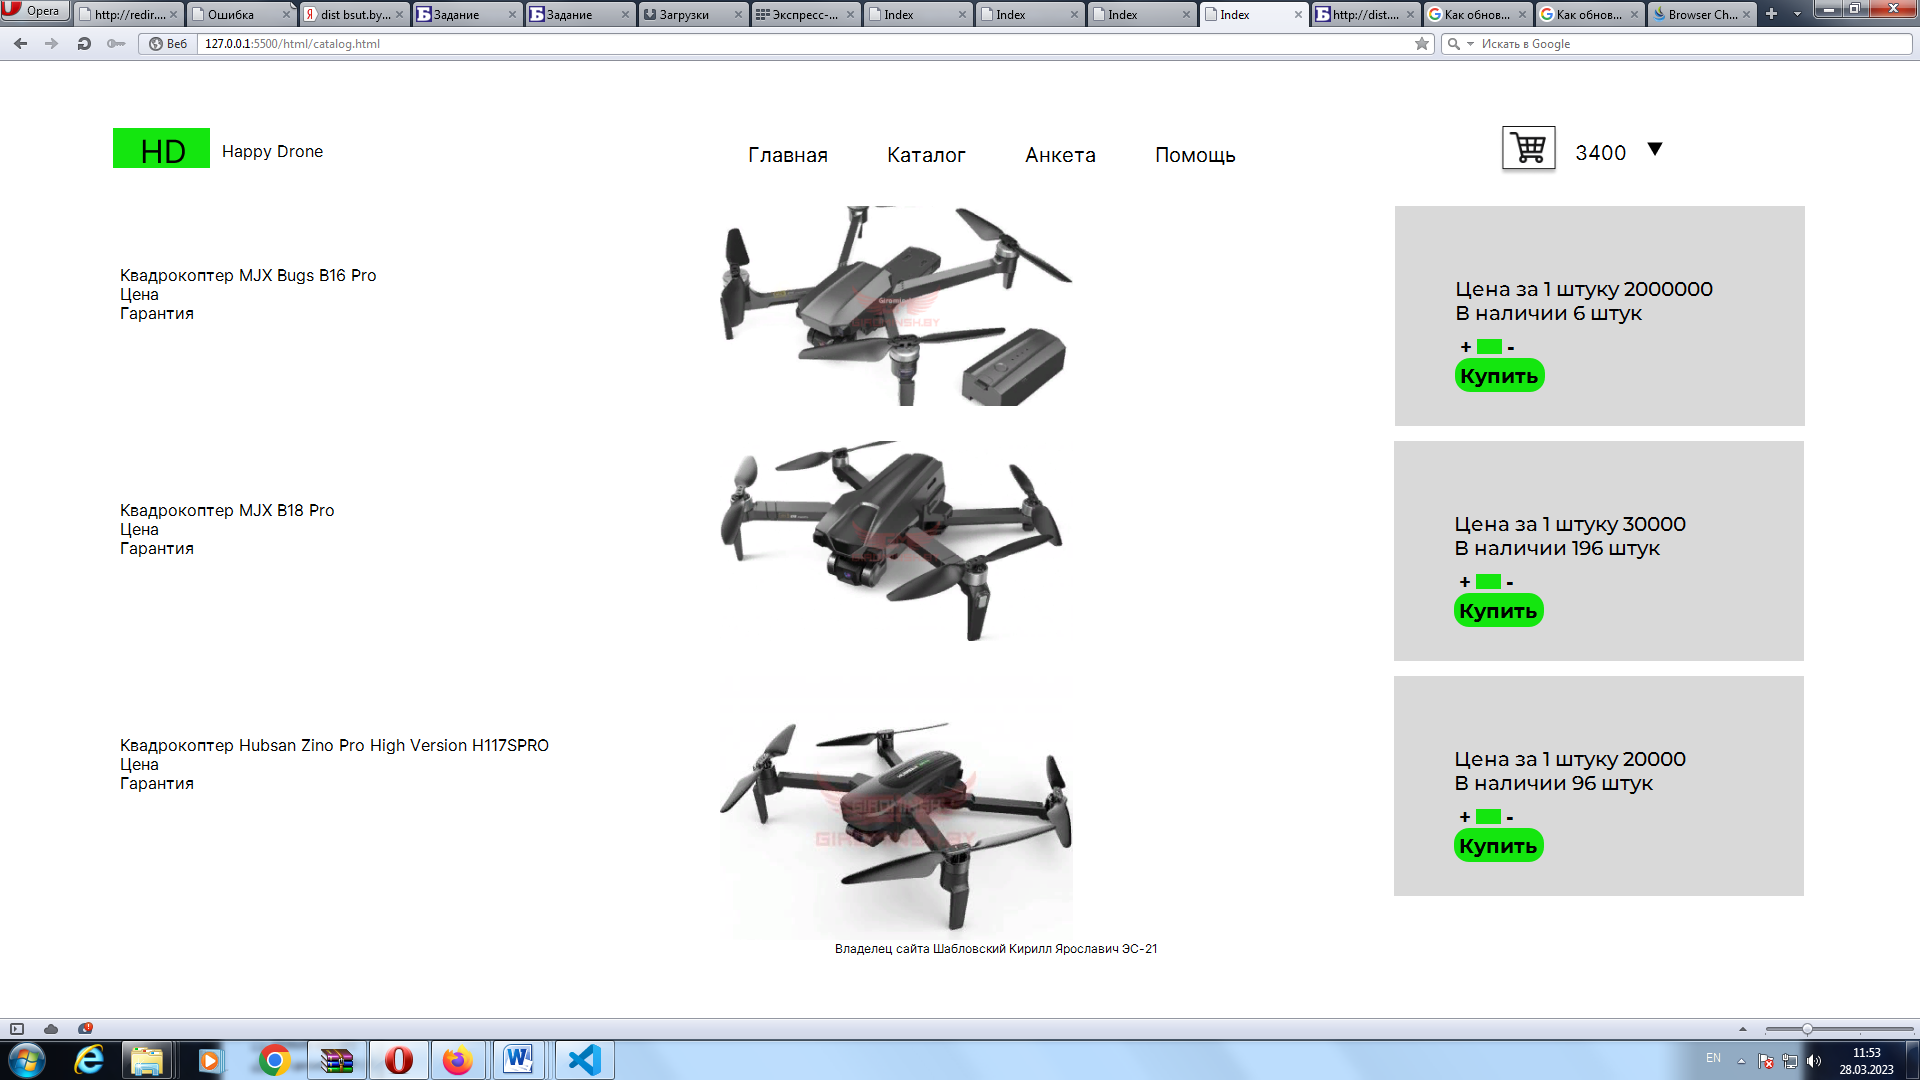 Opera
http://redir....
Ошибка
dist bsut.by...
Задание
Задание
Загрузки
Экспресс-...
Index
Index
Index
Index
http://dist....
Как обнов...
Как обнов...
Browser Ch...
Веб
127.0.0.1:5500/html/catalog.html
Искать в Google
HD
Happy Drone
Главная
Каталог
Анкета
Помощь
3400
Квадрокоптер MJX Bugs B16 Pro
Цена
Гарантия
Цена за 1 штуку 2000000
В наличии 6 штук
+ -
Купить
Квадрокоптер MJX B18 Pro
Цена
Гарантия
Цена за 1 штуку 30000
В наличии 196 штук
+ -
Купить
Квадрокоптер Hubsan Zino Pro High Version H117SPRO
Цена
Гарантия
GIROMINSK.BY
Цена за 1 штуку 20000
В наличии 96 штук
+ -
Купить
Владелец сайта Шабловский Кирилл Ярославич ЭС-21
EN
11:53
28.03.2023